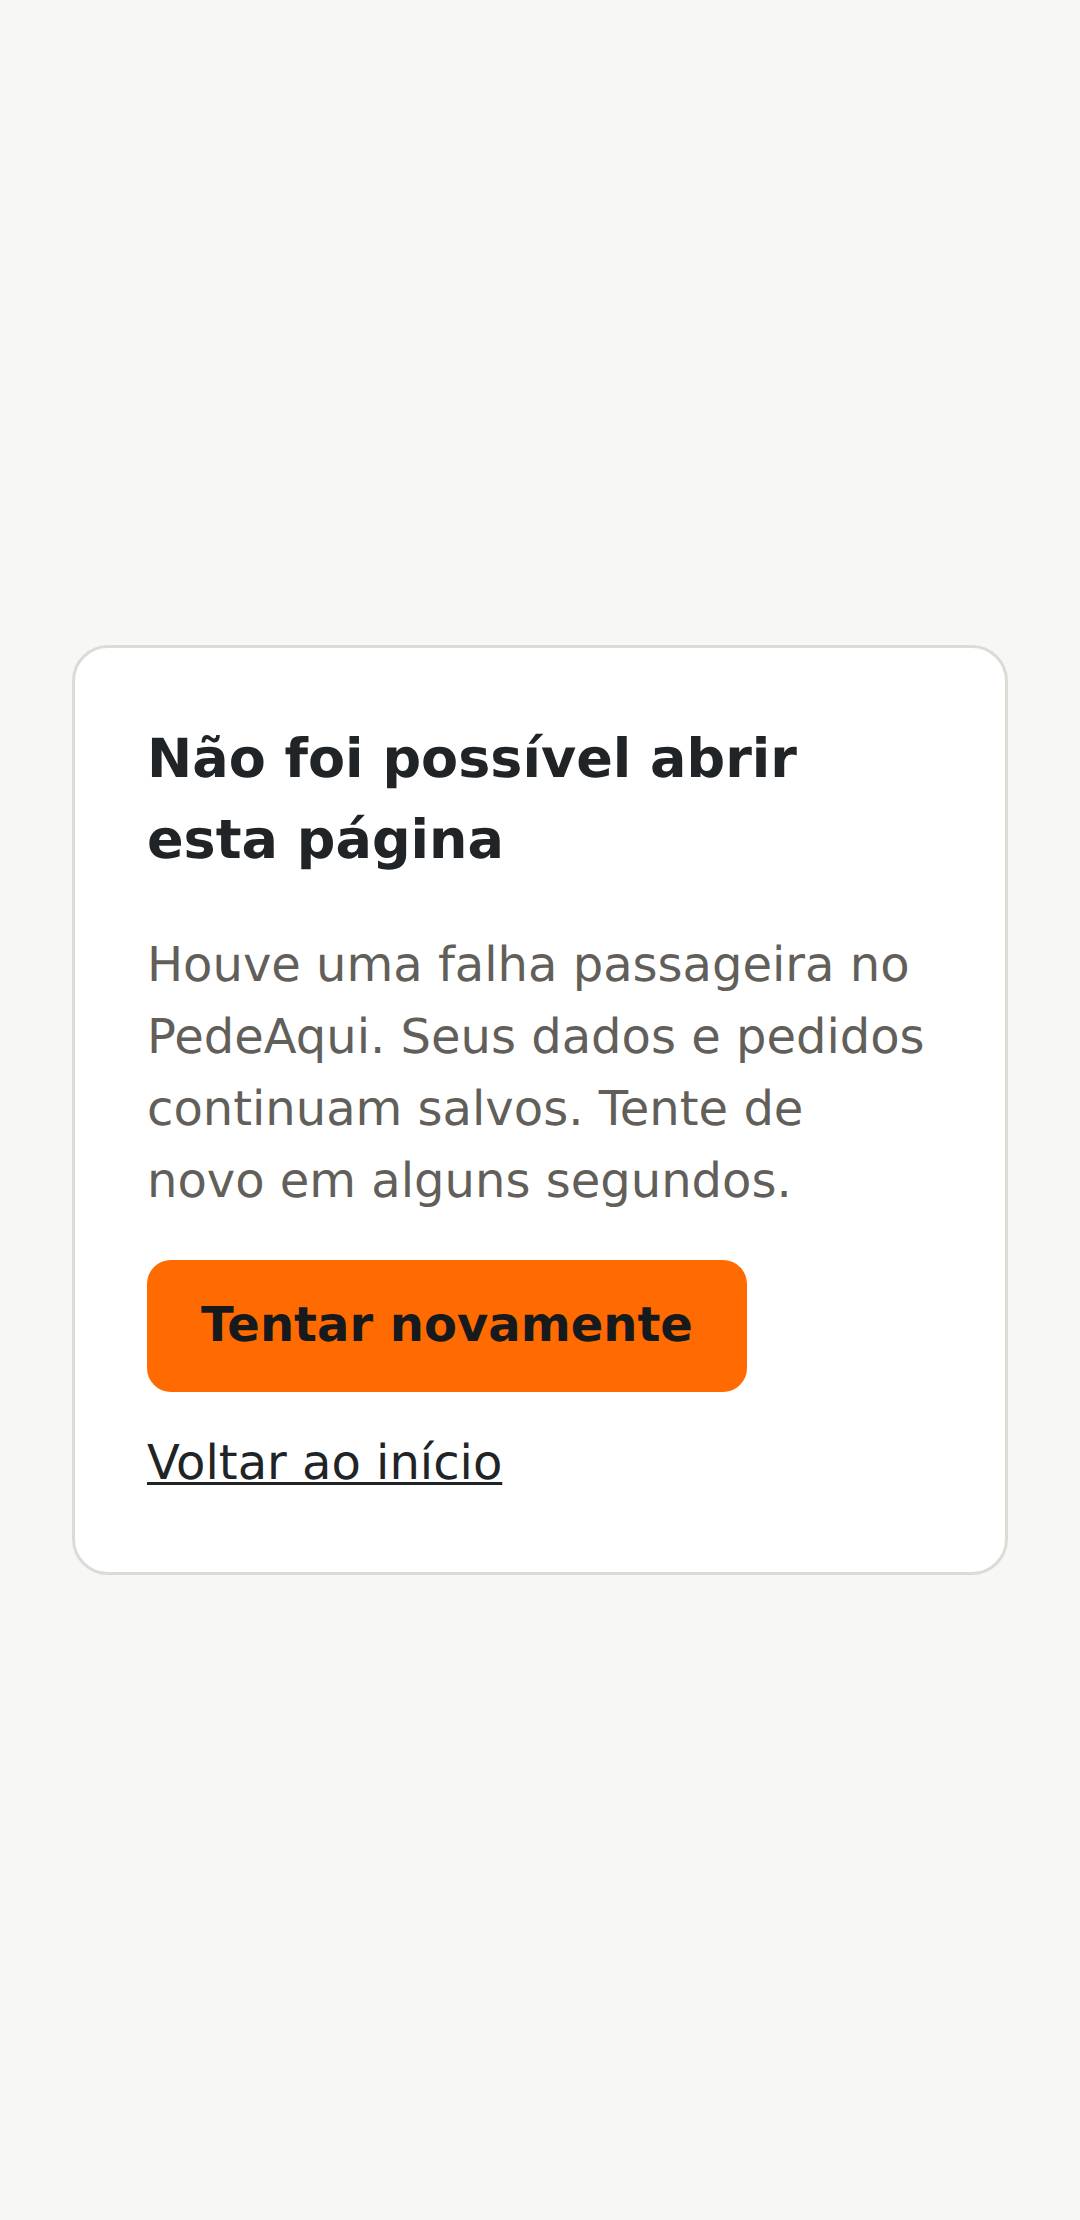 Não foi possível abrir
esta página
Houve uma falha passageira no
PedeAqui. Seus dados e pedidos
continuam salvos. Tente de
novo em alguns segundos.
Tentar novamente
Voltar ao início